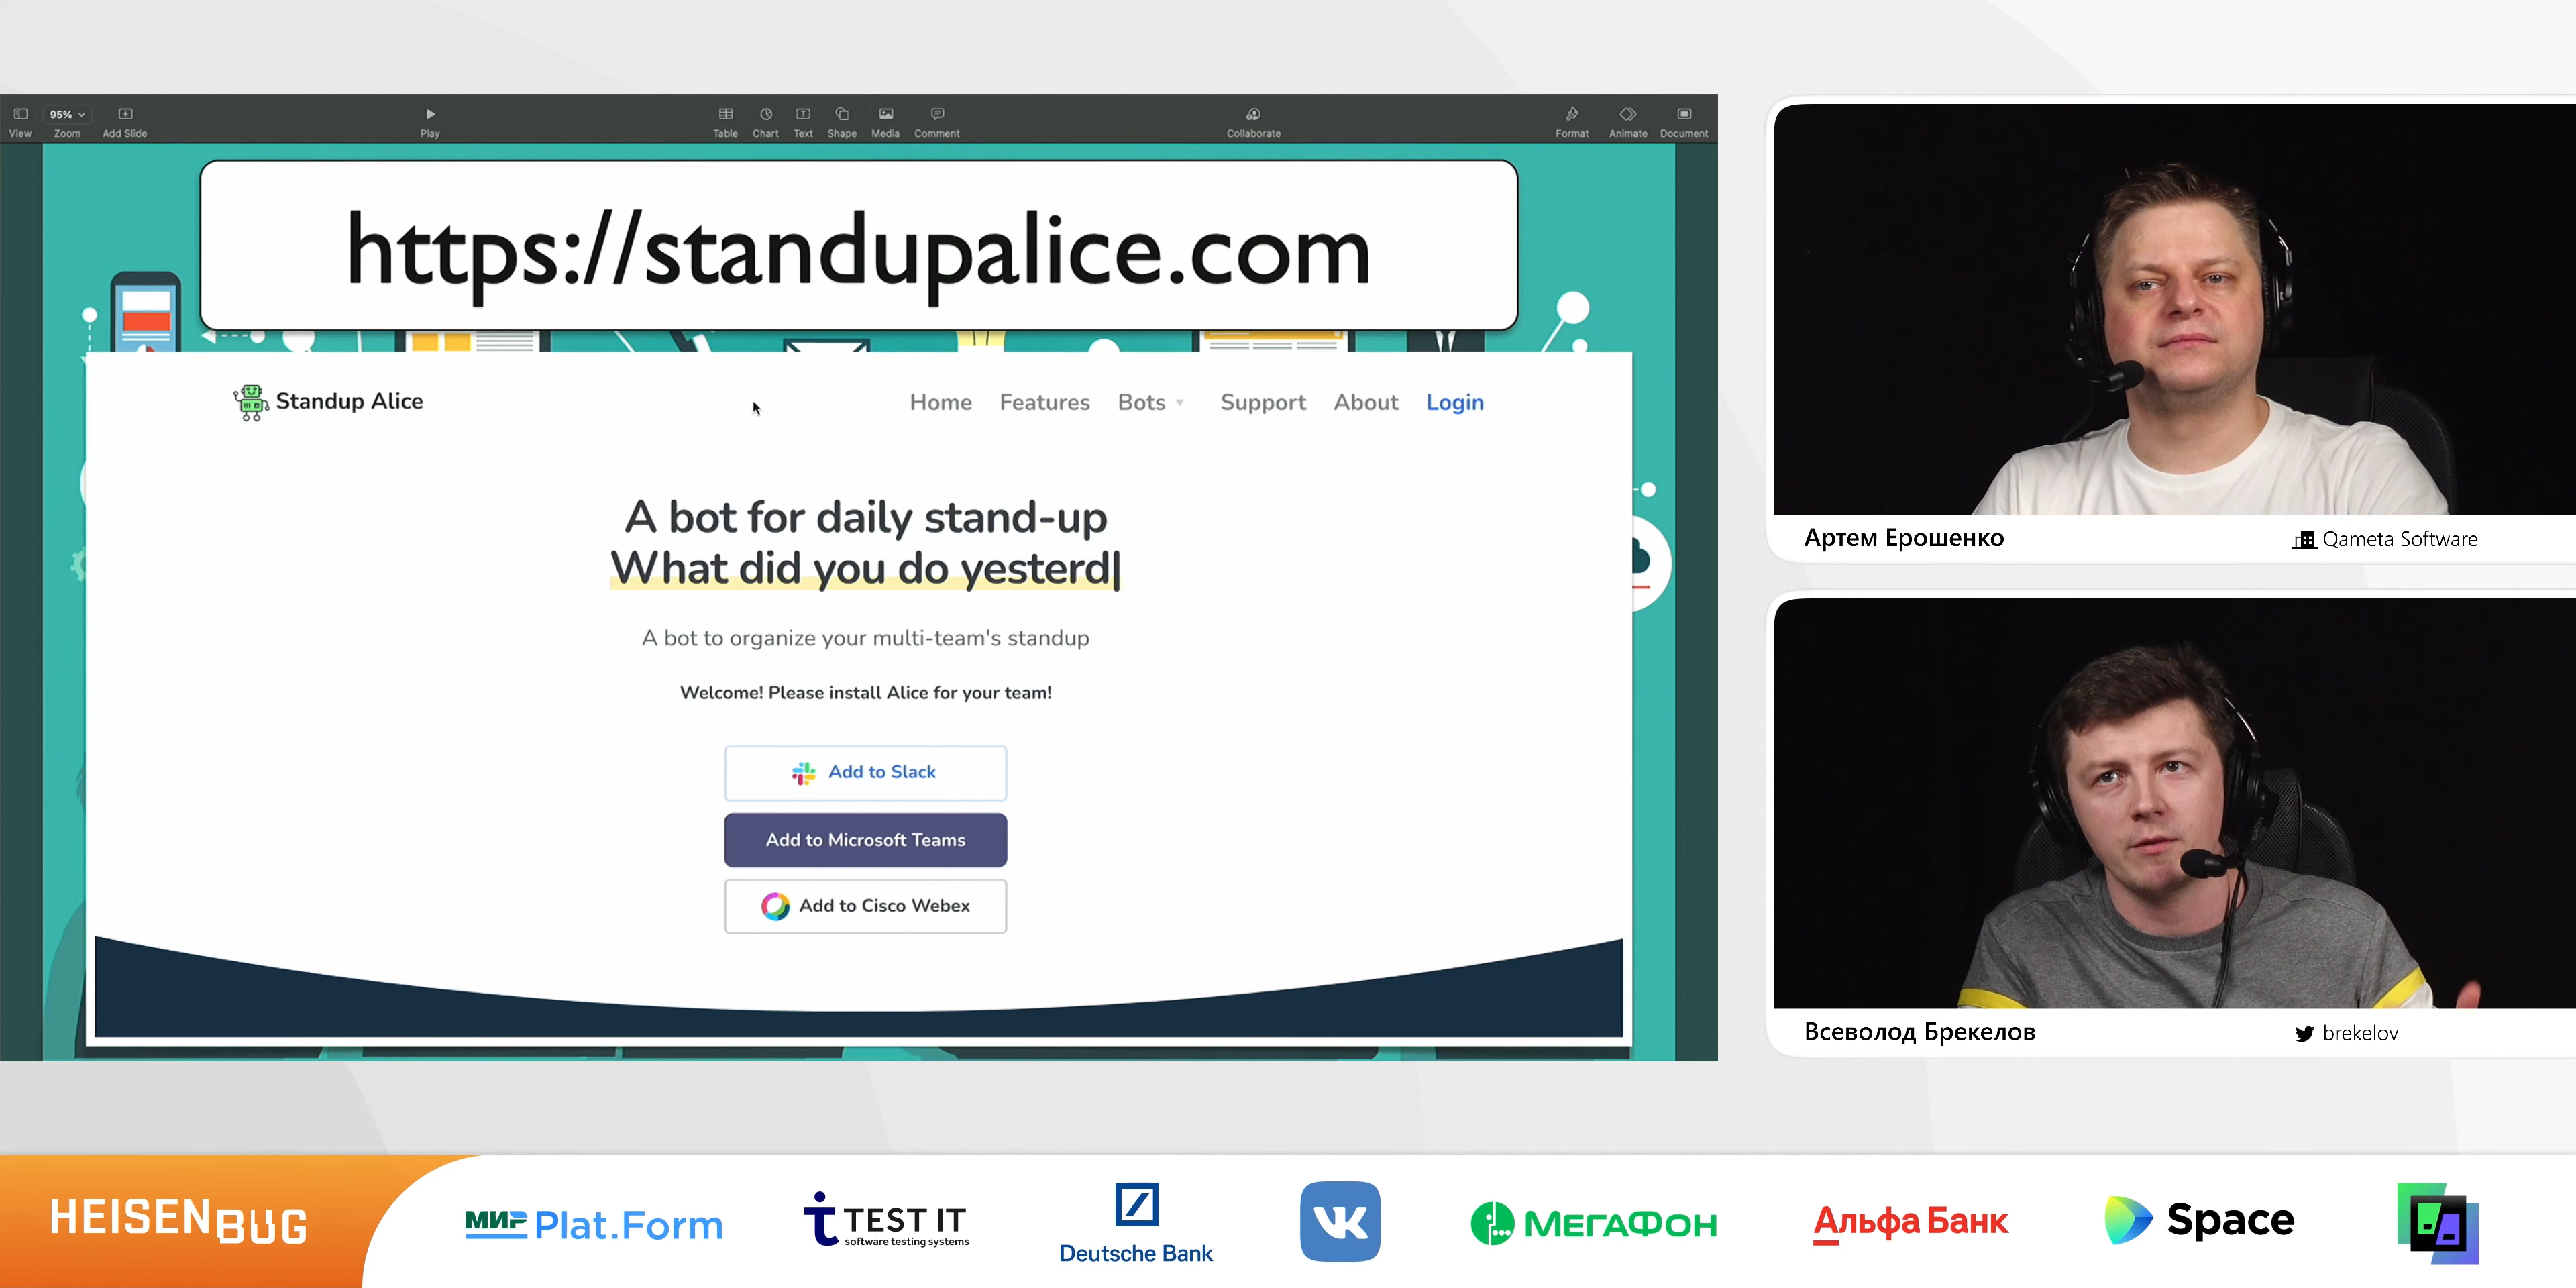 95%
View
Zoom
Add Slide
Play
Table
Chart
Text
Shape
Media
Comment
Collaborate
Format
Animate
Document
https://standupalice.com
Standup Alice
Home
Features
Bots
Support
About
Login
A bot for daily stand-up
What did you do yesterd|
A bot to organize your multi-team's standup
Welcome! Please install Alice for your team!
Add to Slack
Add to Microsoft Teams
Add to Cisco Webex
Артем Ерошенко
Qameta Software
Всеволод Брекелов
brekelov
HEISENBUG
МИР Plat.Form
TEST IT
software testing systems
Deutsche Bank
VK
МЕГАФОН
Альфа Банк
Space